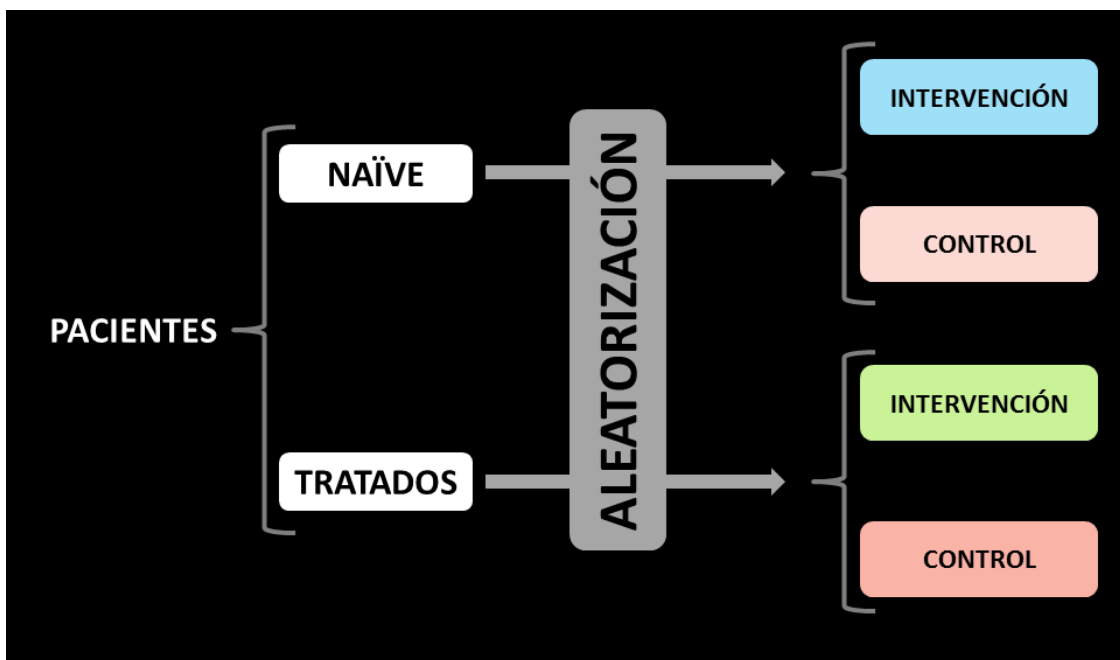 PACIENTES
NAÏVE
TRATADOS
ALEATORIZACIÓN
INTERVENCIÓN
CONTROL
INTERVENCIÓN
CONTROL